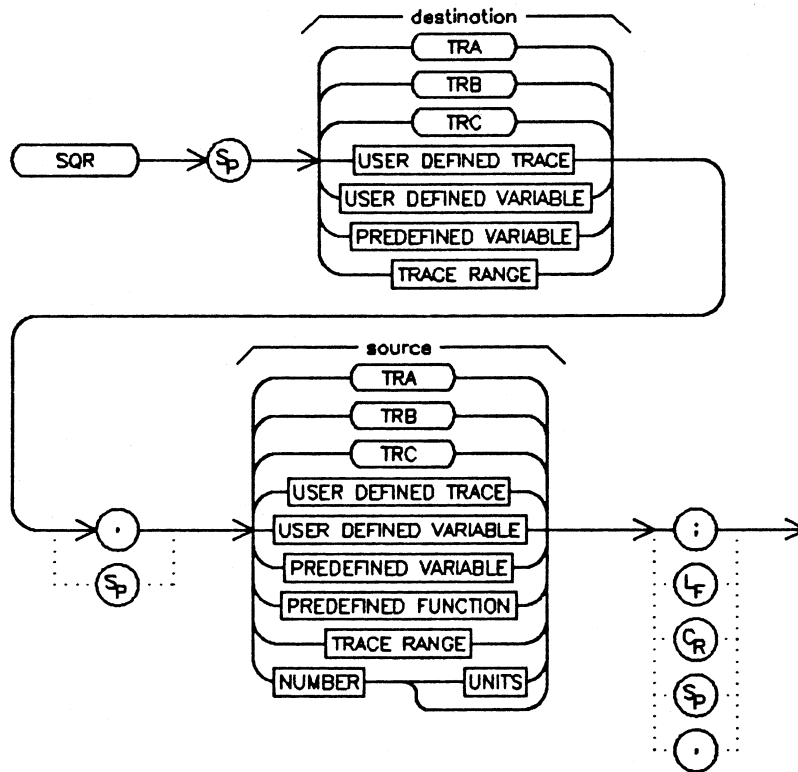 destination
TRA
TRB
TRC
SQR
SP
USER DEFINED TRACE
USER DEFINED VARIABLE
PREDEFINED VARIABLE
TRACE RANGE
source
TRA
TRB
TRC
USER DEFINED TRACE
, USER DEFINED VARIABLE ;
SP PREDEFINED VARIABLE LF
PREDEFINED FUNCTION
TRACE RANGE CR
NUMBER UNITS SP
,